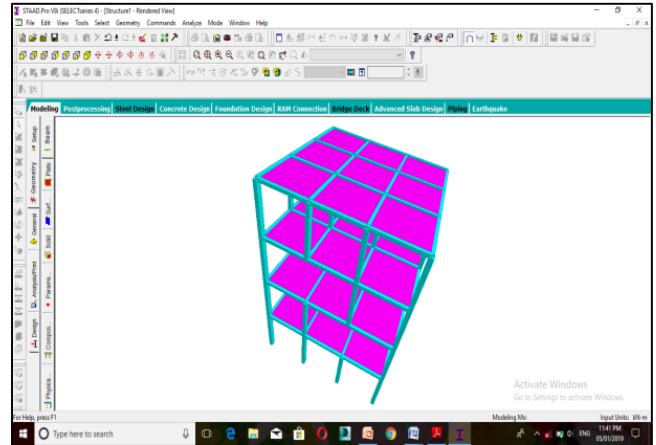 STAAD.Pro V8i (SELECTseries 4) - [Structure1 - Rendered View]
File Edit View Tools Select Geometry Commands Analyze Mode Window Help
Modeling Postprocessing Steel Design Concrete Design Foundation Design RAM Connection Bridge Deck Advanced Slab Design Piping Earthquake
Setup
Geometry
General
Analysis/Print
Design
Beam
Plate
Surf...
Solid
Parame...
Compos...
Physica...
Activate Windows
Go to Settings to activate Windows.
For Help, press F1
Modeling Mo
Input Units: kN-m
Type here to search
ENG
11:41 PM
05/01/2019